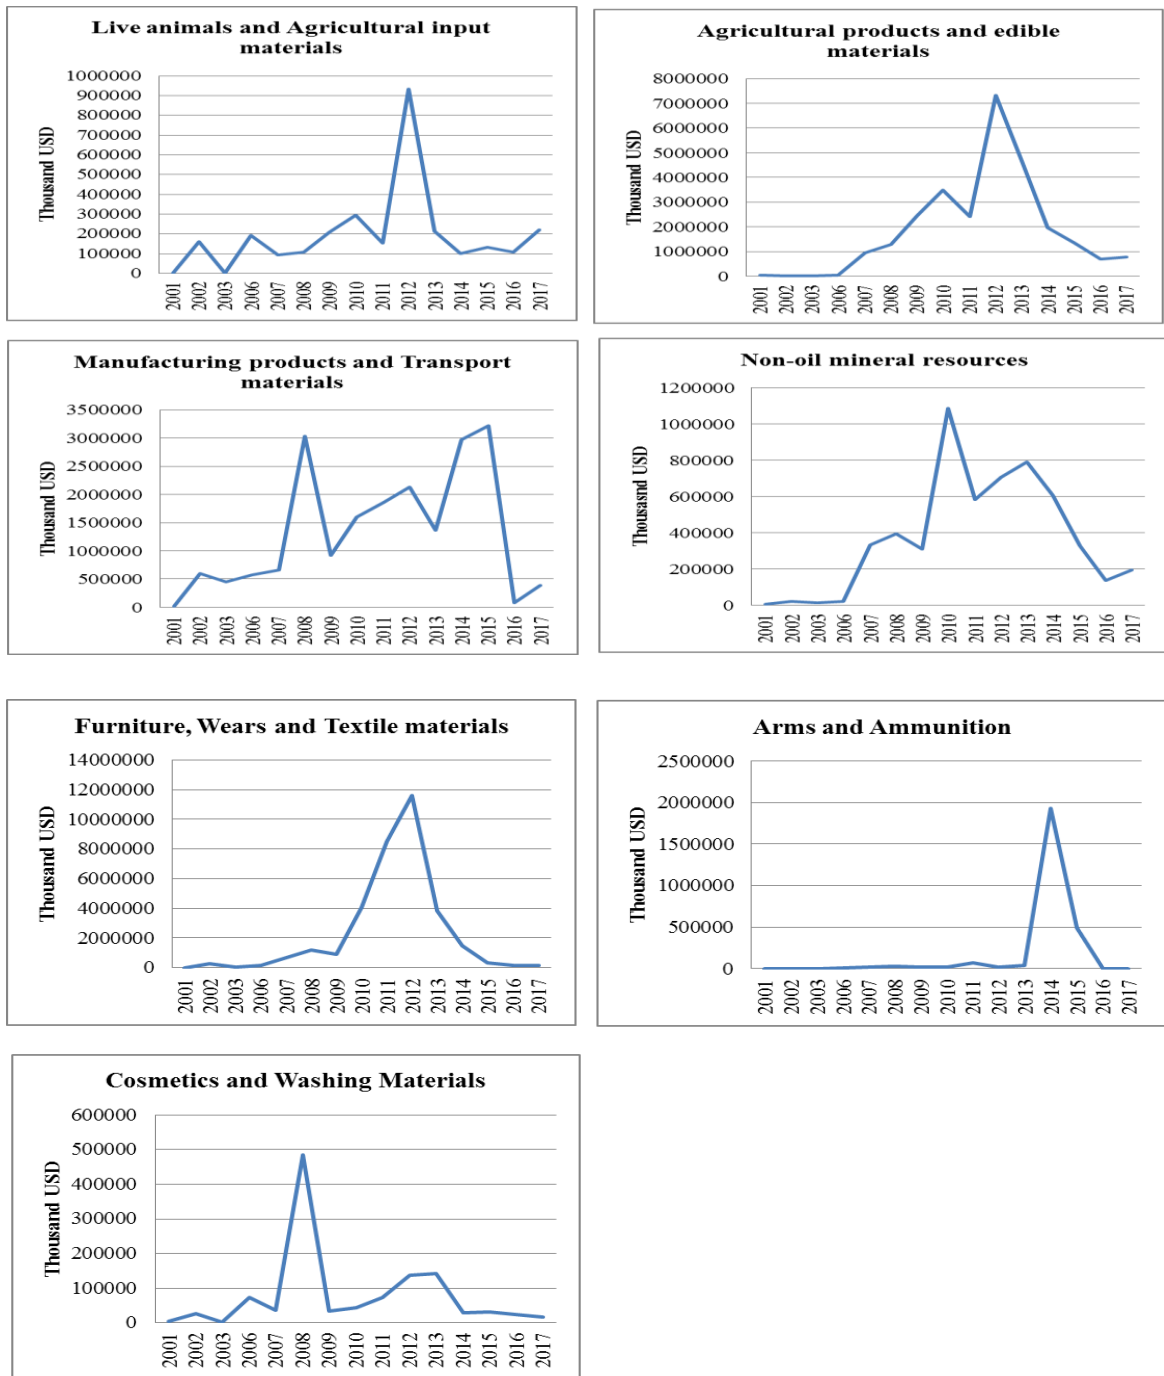 Live animals and Agricultural input
materials
Thousand USD
1000000
900000
800000
700000
600000
500000
400000
300000
200000
100000
0
2001 2002 2003 2006 2007 2008 2009 2010 2011 2012 2013 2014 2015 2016 2017
Agricultural products and edible
materials
Thousand USD
8000000
7000000
6000000
5000000
4000000
3000000
2000000
1000000
0
2001 2002 2003 2006 2007 2008 2009 2010 2011 2012 2013 2014 2015 2016 2017
Manufacturing products and Transport
materials
Thousand USD
3500000
3000000
2500000
2000000
1500000
1000000
500000
0
2001 2002 2003 2006 2007 2008 2009 2010 2011 2012 2013 2014 2015 2016 2017
Non-oil mineral resources
Thousasnd USD
1200000
1000000
800000
600000
400000
200000
0
2001 2002 2003 2006 2007 2008 2009 2010 2011 2012 2013 2014 2015 2016 2017
Furniture, Wears and Textile materials
Thousand USD
14000000
12000000
10000000
8000000
6000000
4000000
2000000
0
2001 2002 2003 2006 2007 2008 2009 2010 2011 2012 2013 2014 2015 2016 2017
Arms and Ammunition
Thousand USD
2500000
2000000
1500000
1000000
500000
0
2001 2002 2003 2006 2007 2008 2009 2010 2011 2012 2013 2014 2015 2016 2017
Cosmetics and Washing Materials
Thousand USD
600000
500000
400000
300000
200000
100000
0
2001 2002 2003 2006 2007 2008 2009 2010 2011 2012 2013 2014 2015 2016 2017